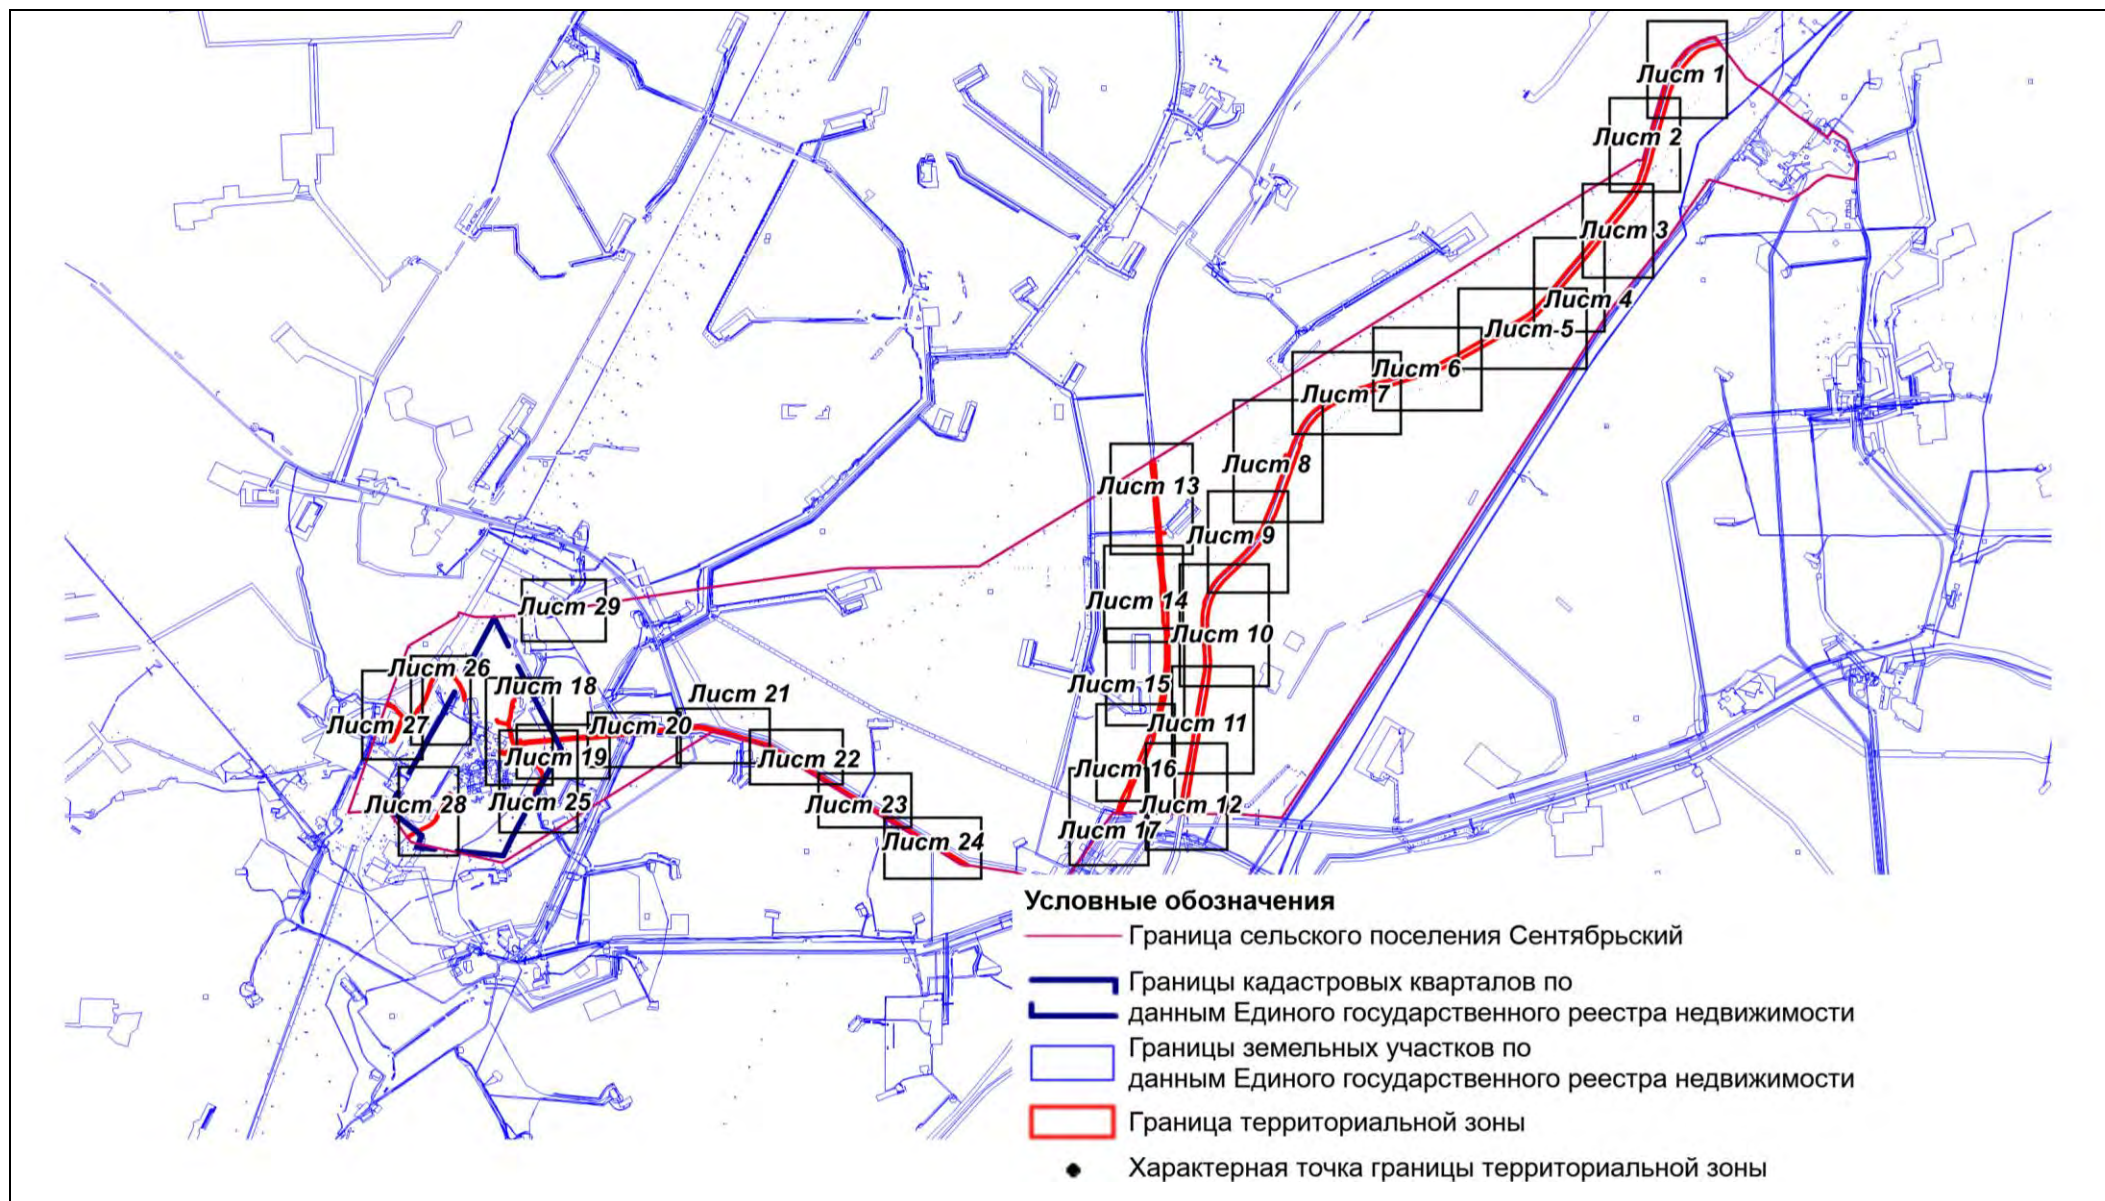 Лист 1
Лист 2
Лист 3
Лист 4
Лист 5
Лист 6
Лист 7
Лист 8
Лист 13
Лист 9
Лист 14
Лист 29
Лист 10
Лист 26
Лист 18
Лист 15
Лист 21
Лист 27
Лист 20
Лист 11
Лист 19
Лист 22
Лист 16
Лист 28
Лист 25
Лист 23
Лист 12
Лист 17
Лист 24
Условные обозначения
Граница сельского поселения Сентябрьский
Границы кадастровых кварталов по
данным Единого государственного реестра недвижимости
Границы земельных участков по
данным Единого государственного реестра недвижимости
Граница территориальной зоны
Характерная точка границы территориальной зоны